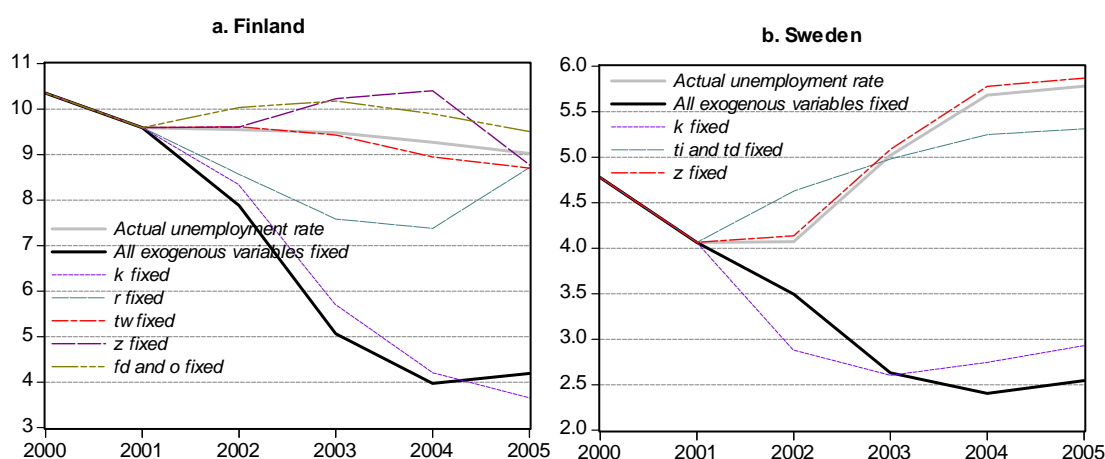 a. Finland
11
10
9
8
7
6
5
4
3
2000 2001 2002 2003 2004 2005
Actual unemployment rate
All exogenous variables fixed
k fixed
r fixed
tw fixed
z fixed
fd and o fixed
b. Sweden
6.0
5.5
5.0
4.5
4.0
3.5
3.0
2.5
2.0
2000 2001 2002 2003 2004 2005
Actual unemployment rate
All exogenous variables fixed
k fixed
ti and td fixed
z fixed